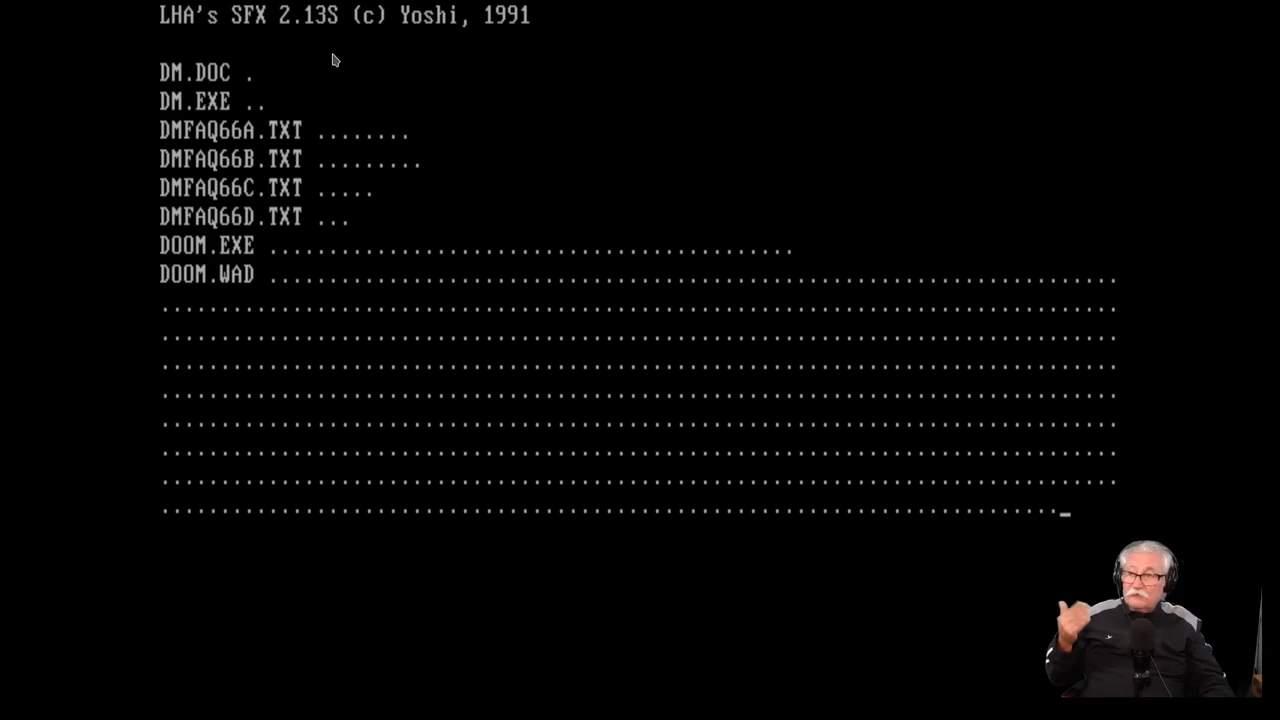 LHA's SFX 2.13S (c) Yoshi, 1991
DM.DOC .
DM.EXE ..
DMFAQ66A.TXT ........
DMFAQ66B.TXT .........
DMFAQ66C.TXT .....
DMFAQ66D.TXT ...
DOOM.EXE ............................................
DOOM.WAD .......................................................................
................................................................................
................................................................................
................................................................................
................................................................................
................................................................................
................................................................................
................................................................................
..........................................................................._